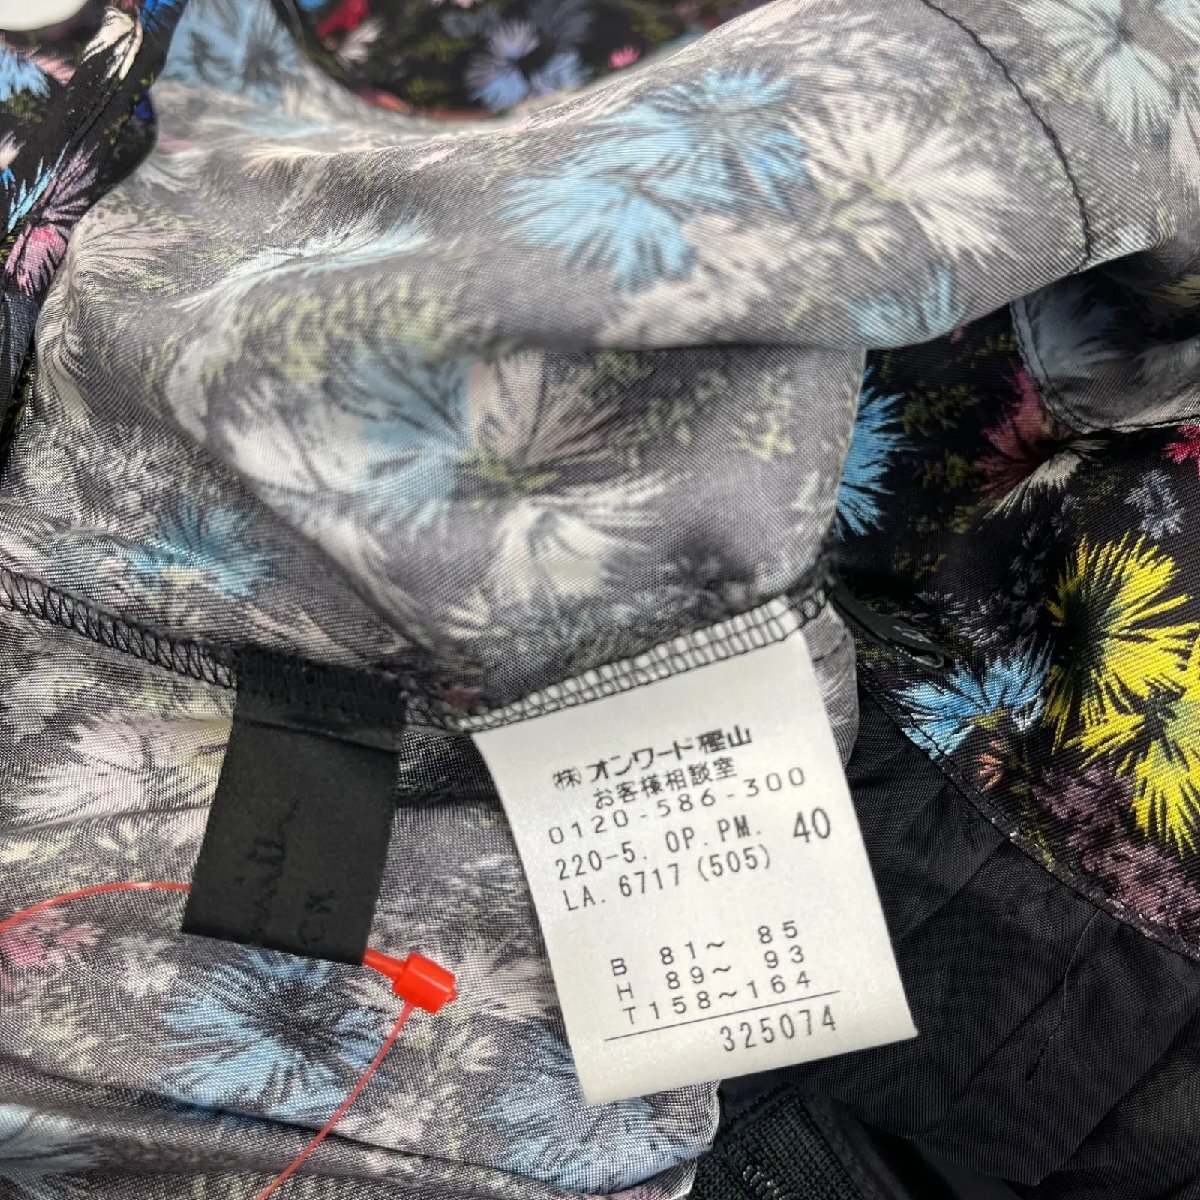 ㈱オンワード樫山
お客様相談室
0120-586-300
220-5. OP. PM. 40
LA. 6717 (505)
B 81～ 85
H 89～ 93
T158～164
325074